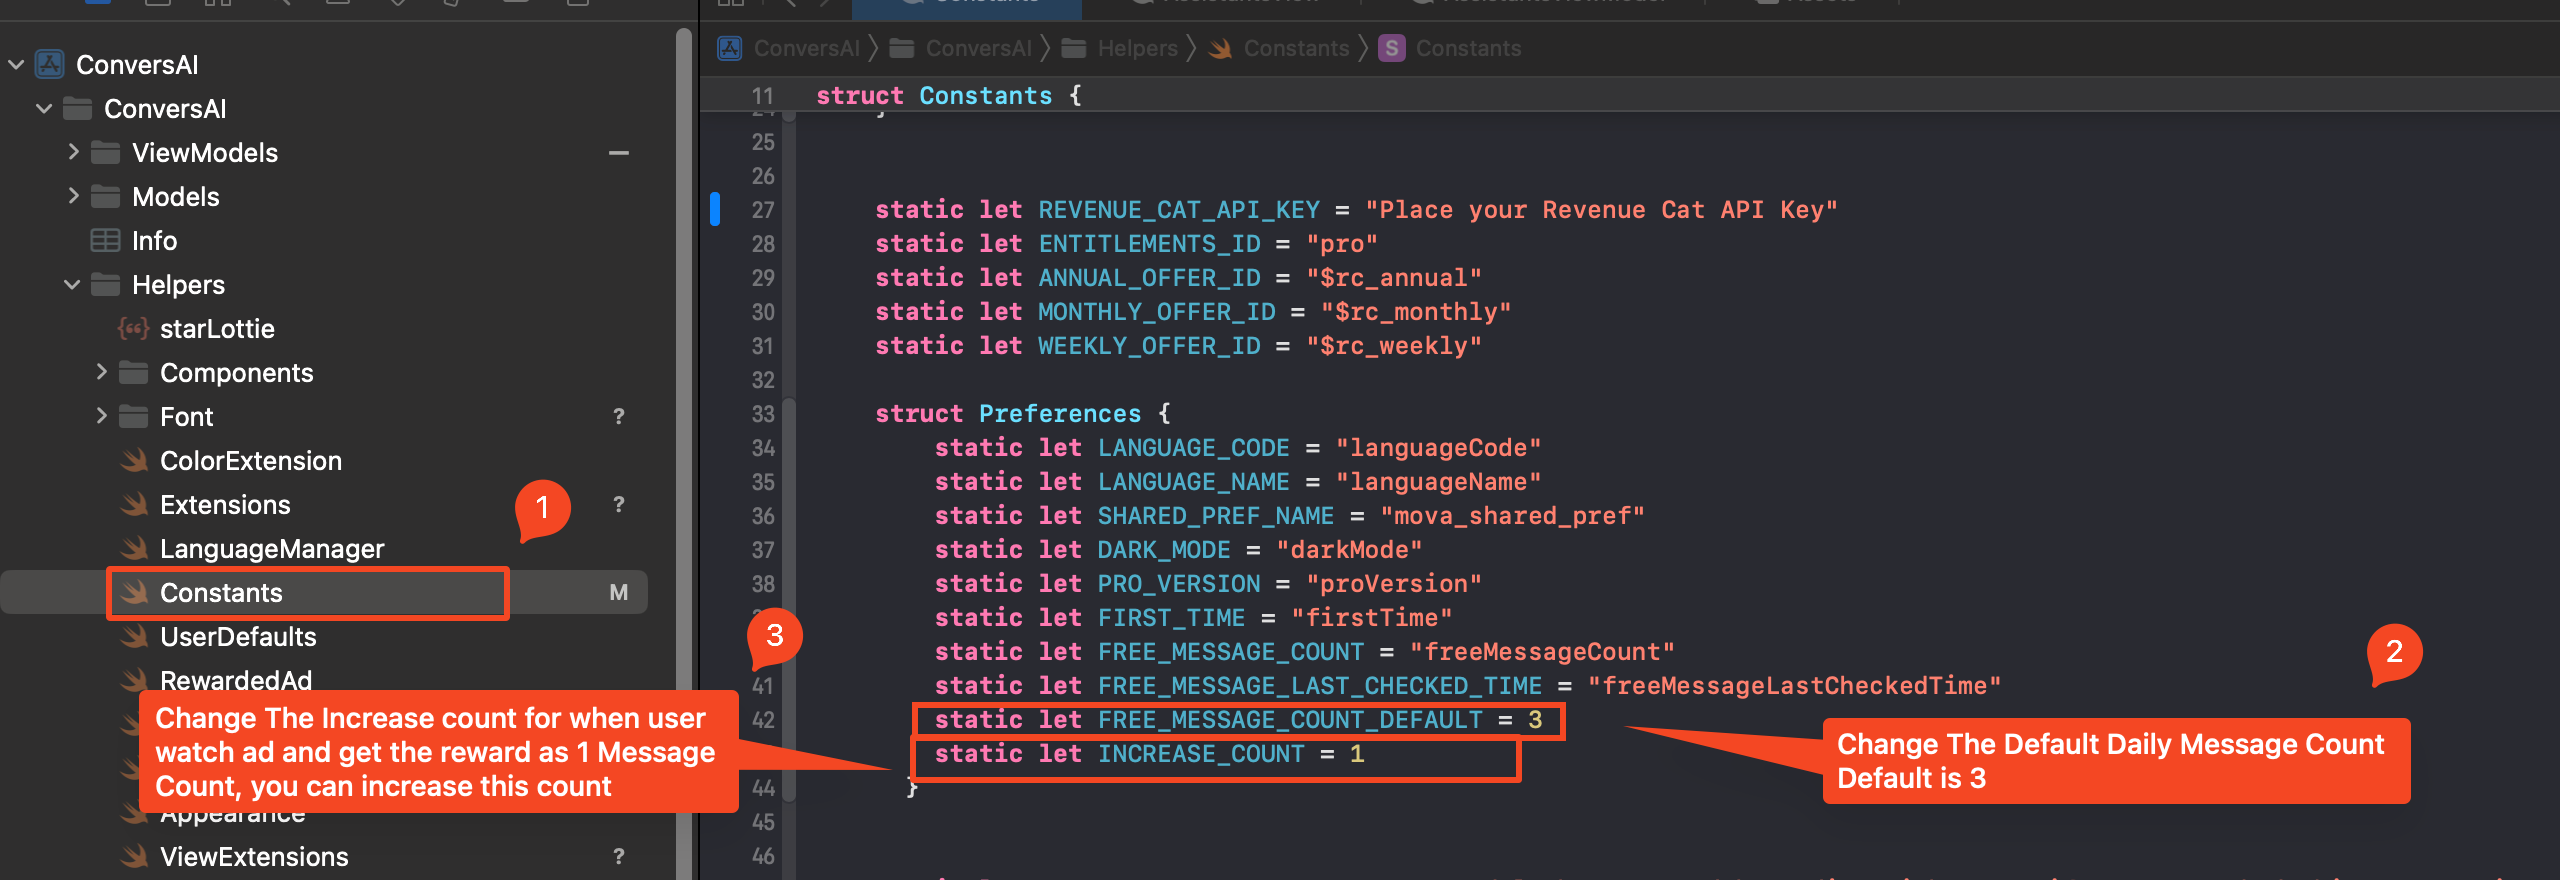 ConversAI
ConversAI
ViewModels
Models
Info
Helpers
starLottie
Components
Font ?
ColorExtension
Extensions ?
LanguageManager
Constants M
UserDefaults
RewardedAd
Appearance
ViewExtensions ?
1
3
Change The Increase count for when user
watch ad and get the reward as 1 Message
Count, you can increase this count
Constants
Assets
ConversAI ConversAI Helpers Constants S Constants
11 struct Constants {
24 }
25
26
27 static let REVENUE_CAT_API_KEY = "Place your Revenue Cat API Key"
28 static let ENTITLEMENTS_ID = "pro"
29 static let ANNUAL_OFFER_ID = "$rc_annual"
30 static let MONTHLY_OFFER_ID = "$rc_monthly"
31 static let WEEKLY_OFFER_ID = "$rc_weekly"
32
33 struct Preferences {
34 static let LANGUAGE_CODE = "languageCode"
35 static let LANGUAGE_NAME = "languageName"
36 static let SHARED_PREF_NAME = "mova_shared_pref"
37 static let DARK_MODE = "darkMode"
38 static let PRO_VERSION = "proVersion"
static let FIRST_TIME = "firstTime"
static let FREE_MESSAGE_COUNT = "freeMessageCount"
41 static let FREE_MESSAGE_LAST_CHECKED_TIME = "freeMessageLastCheckedTime"
42 static let FREE_MESSAGE_COUNT_DEFAULT = 3
static let INCREASE_COUNT = 1
44 }
45
46
2
Change The Default Daily Message Count
Default is 3